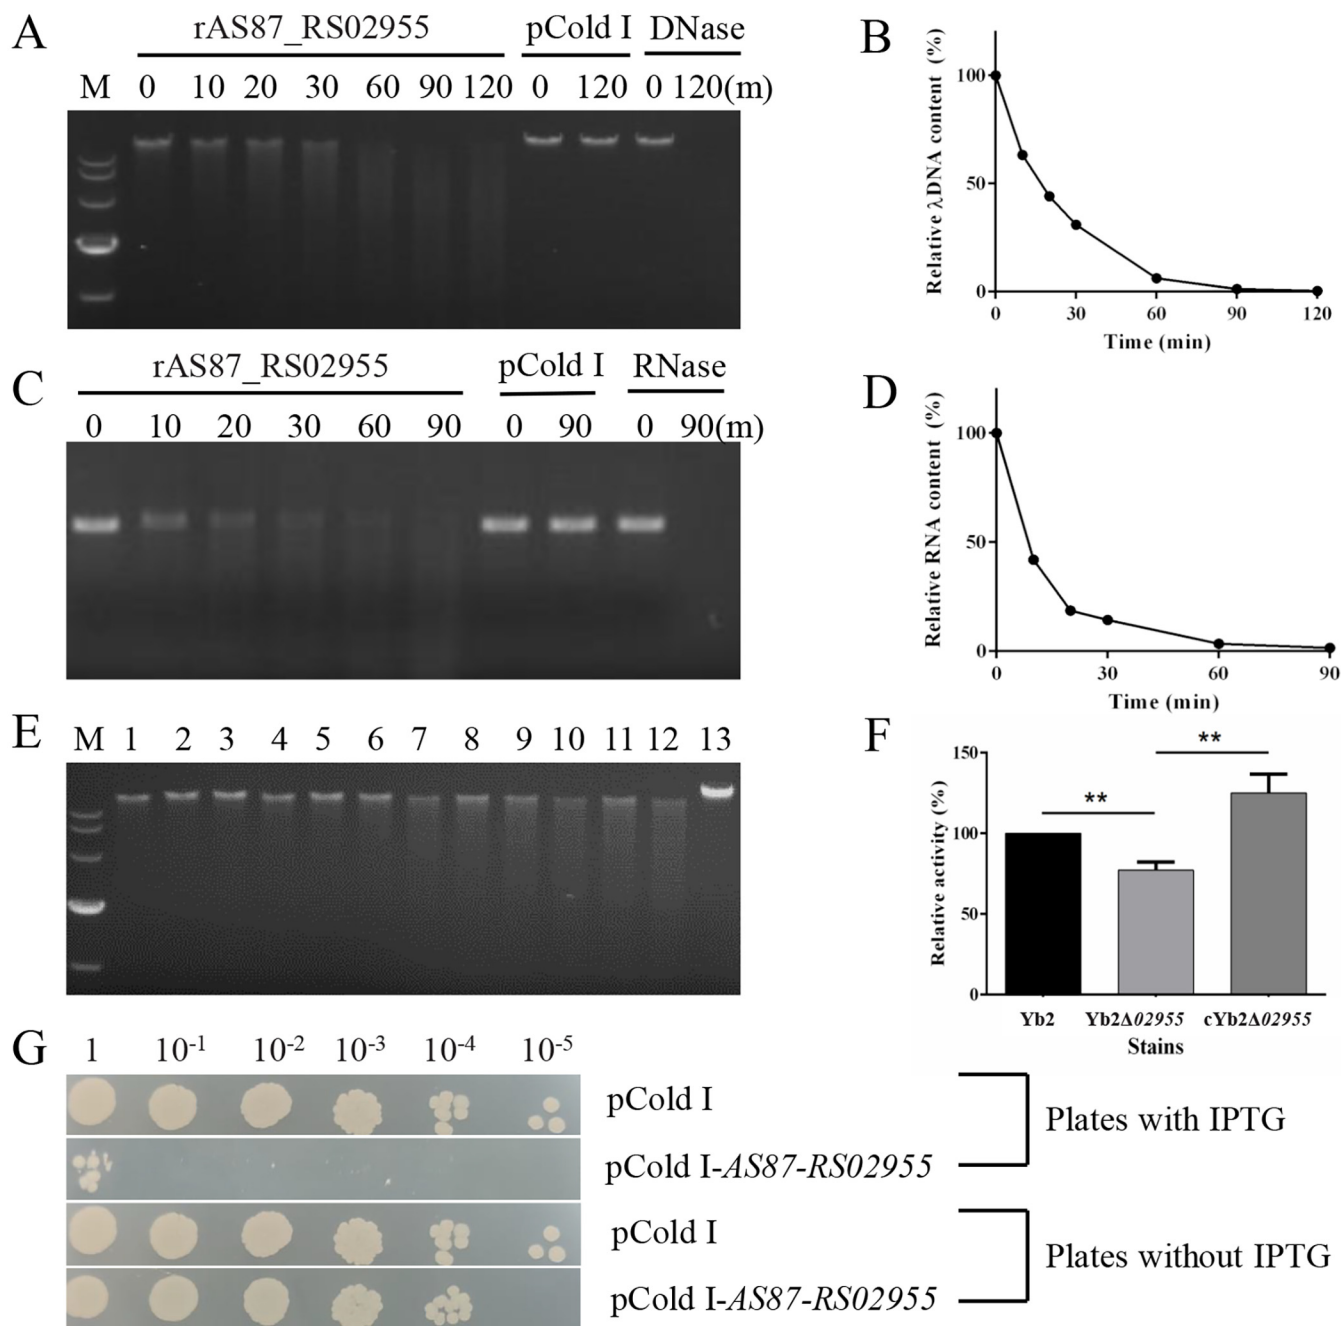 A
rAS87_RS02955 pCold I DNase
M 0 10 20 30 60 90 120 0 120 0 120(m)
B
Relative λDNA content (%)
100
50
0
0 30 60 90 120
Time (min)
C
rAS87_RS02955 pCold I RNase
0 10 20 30 60 90 0 90 0 90(m)
D
Relative RNA content (%)
100
50
0
0 30 60 90
Time (min)
E
M 1 2 3 4 5 6 7 8 9 10 11 12 13
F
Relative activity (%)
150
100
50
0
** **
Yb2 Yb2Δ02955 cYb2Δ02955
Stains
G
1 10⁻¹ 10⁻² 10⁻³ 10⁻⁴ 10⁻⁵
pCold I
pCold I-AS87-RS02955
Plates with IPTG
pCold I
pCold I-AS87-RS02955
Plates without IPTG